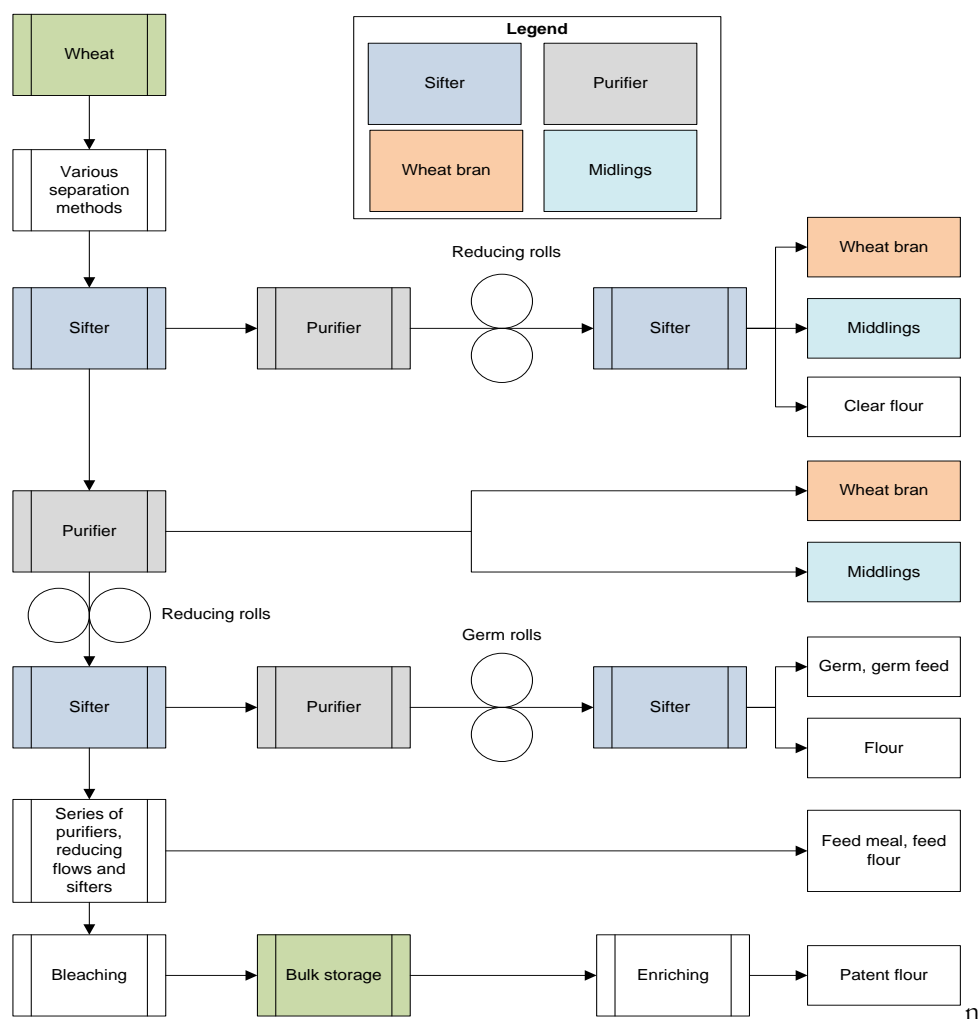 Wheat
Legend
Sifter
Purifier
Wheat bran
Midlings
Various
separation
methods
Reducing rolls
Wheat bran
Sifter
Purifier
Sifter
Middlings
Clear flour
Wheat bran
Purifier
Middlings
Reducing rolls
Germ rolls
Germ, germ feed
Sifter
Purifier
Sifter
Flour
Series of
purifiers,
reducing
flows and
sifters
Feed meal, feed
flour
Bleaching
Bulk storage
Enriching
Patent flour
n